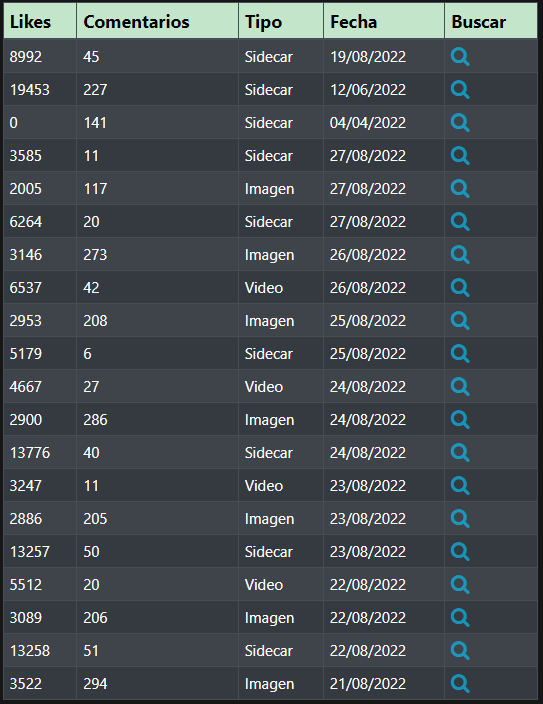 Likes Comentarios Tipo Fecha Buscar
8992 45 Sidecar 19/08/2022
19453 227 Sidecar 12/06/2022
0 141 Sidecar 04/04/2022
3585 11 Sidecar 27/08/2022
2005 117 Imagen 27/08/2022
6264 20 Sidecar 27/08/2022
3146 273 Imagen 26/08/2022
6537 42 Video 26/08/2022
2953 208 Imagen 25/08/2022
5179 6 Sidecar 25/08/2022
4667 27 Video 24/08/2022
2900 286 Imagen 24/08/2022
13776 40 Sidecar 24/08/2022
3247 11 Video 23/08/2022
2886 205 Imagen 23/08/2022
13257 50 Sidecar 23/08/2022
5512 20 Video 22/08/2022
3089 206 Imagen 22/08/2022
13258 51 Sidecar 22/08/2022
3522 294 Imagen 21/08/2022